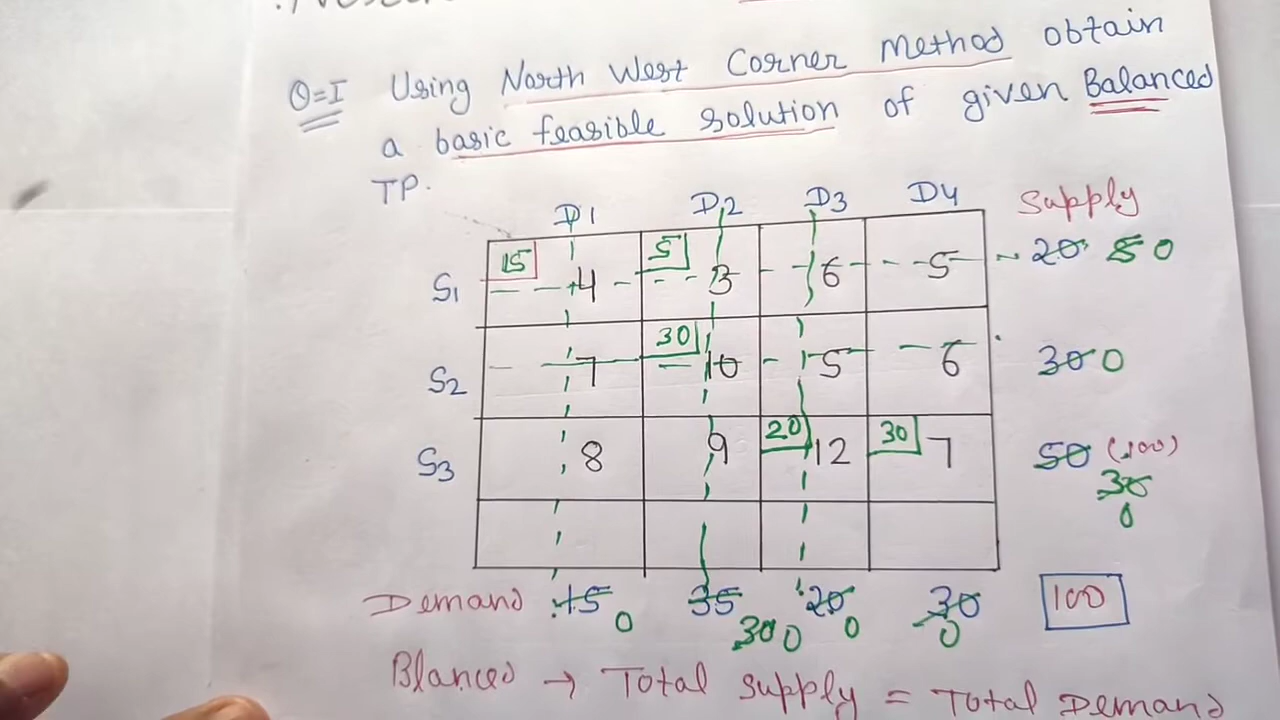 Q=I Using North West Corner Method obtain
a basic feasible solution of given Balanced
TP.
D1 D2 D3 D4 Supply
S1 15 4 5 3 6 5 20 5 0
S2 7 30 10 5 6 30 0
S3 8 9 20 12 30 7 50 (100)
30
0
Demand 15 0 35 30 0 20 0 30 0 100
Blanced → Total Supply = Total Demand